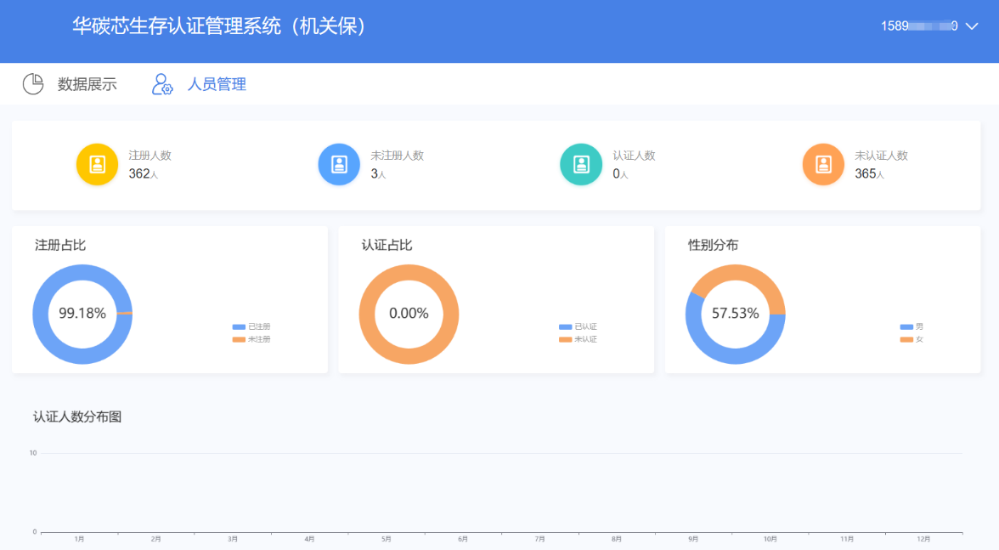 华碳芯生存认证管理系统（机关保）
1589 0
数据展示 人员管理
注册人数
362人
未注册人数
3人
认证人数
0人
未认证人数
365人
注册占比
99.18%
已注册
未注册
认证占比
0.00%
已认证
未认证
性别分布
57.53%
男
女
认证人数分布图
10
0
1月 2月 3月 4月 5月 6月 7月 8月 9月 10月 11月 12月